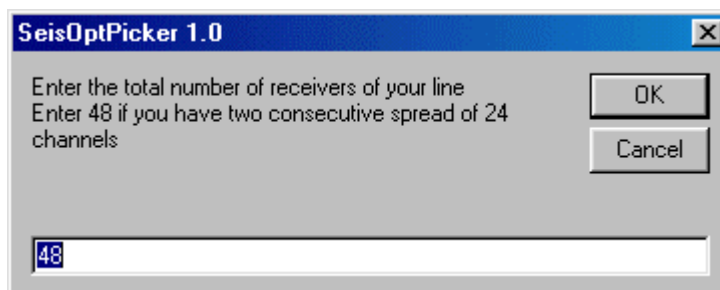 SeisOptPicker 1.0
Enter the total number of receivers of your line
Enter 48 if you have two consecutive spread of 24
channels
OK
Cancel
48